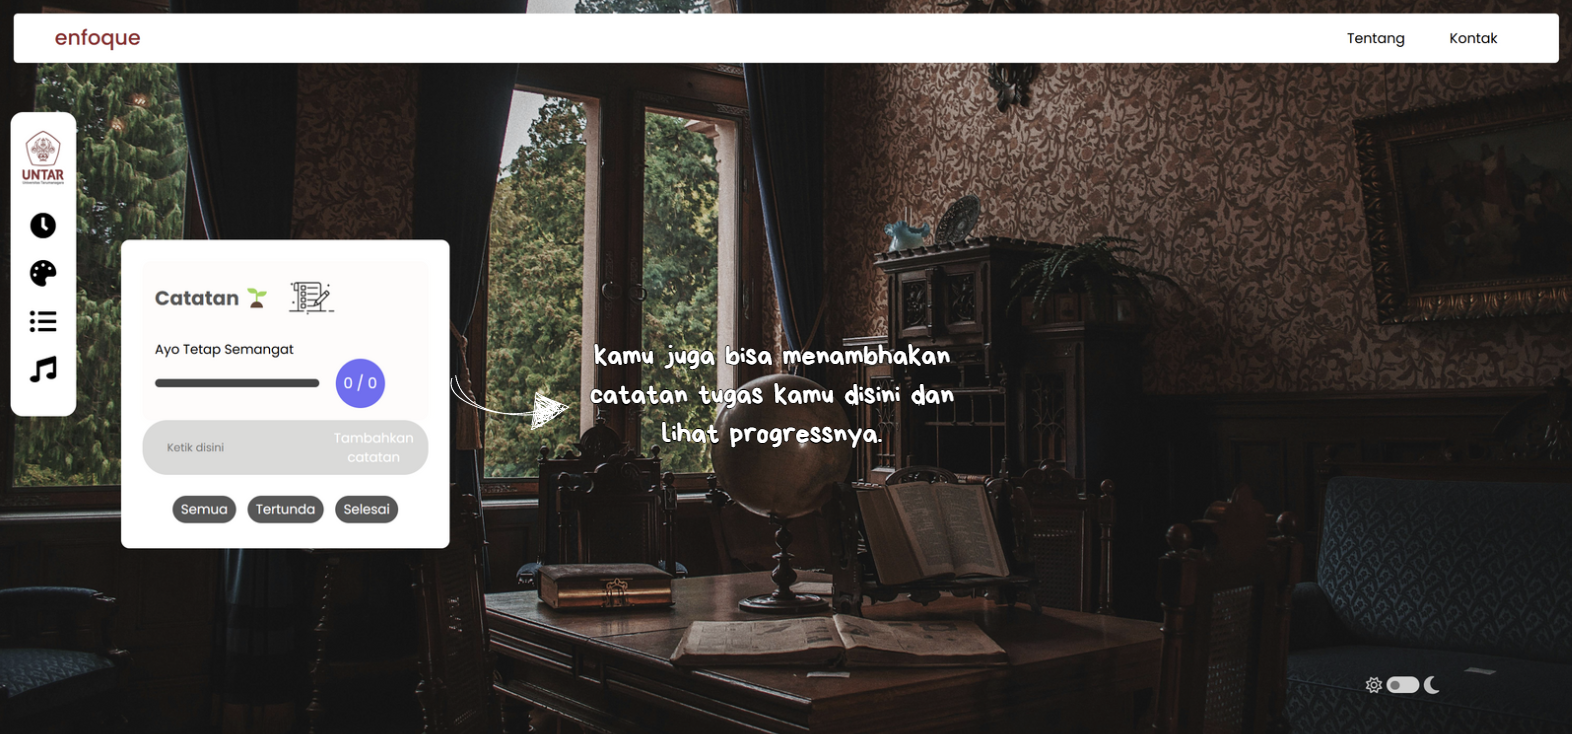 enfoque
Tentang
Kontak
UNTAR
Catatan
Ayo Tetap Semangat
0 / 0
Ketik disini
Tambahkan
catatan
Semua
Tertunda
Selesai
kamu juga bisa menambhakan
catatan tugas kamu disini dan
lihat progressnya.